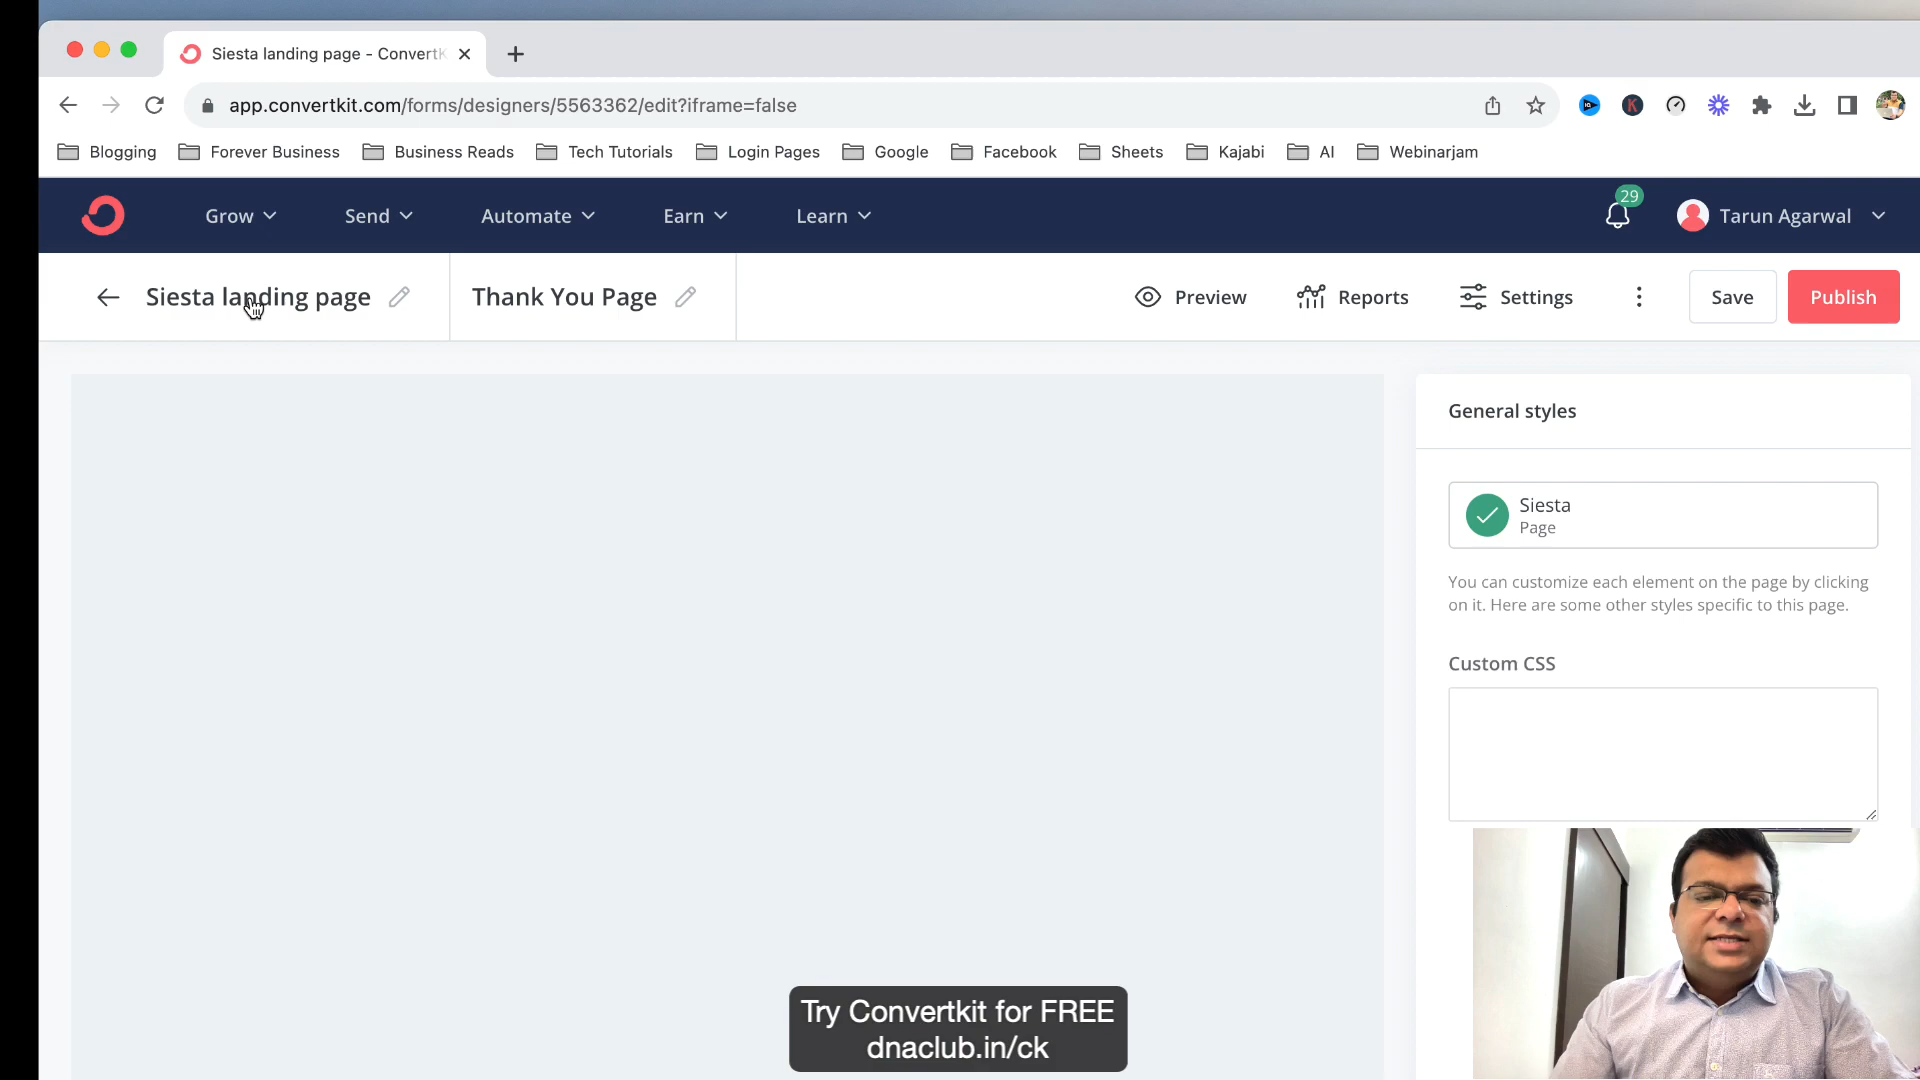 Siesta landing page - ConvertK
app.convertkit.com/forms/designers/5563362/edit?iframe=false
Blogging Forever Business Business Reads Tech Tutorials Login Pages Google Facebook Sheets Kajabi AI Webinarjam
Grow Send Automate Earn Learn 29 Tarun Agarwal
Siesta landing page Thank You Page Preview Reports Settings Save Publish
General styles
Siesta
Page
You can customize each element on the page by clicking
on it. Here are some other styles specific to this page.
Custom CSS
Try Convertkit for FREE
dnaclub.in/ck